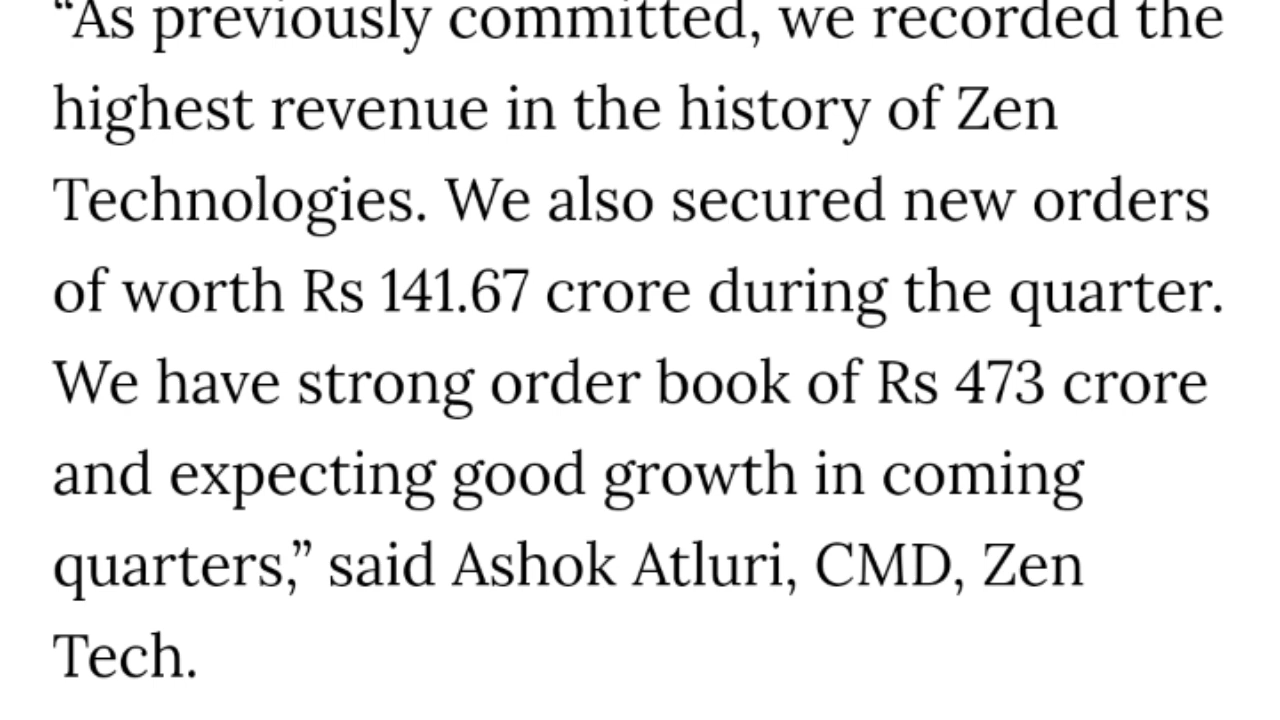 “As previously committed, we recorded the
highest revenue in the history of Zen
Technologies. We also secured new orders
of worth Rs 141.67 crore during the quarter.
We have strong order book of Rs 473 crore
and expecting good growth in coming
quarters,” said Ashok Atluri, CMD, Zen
Tech.